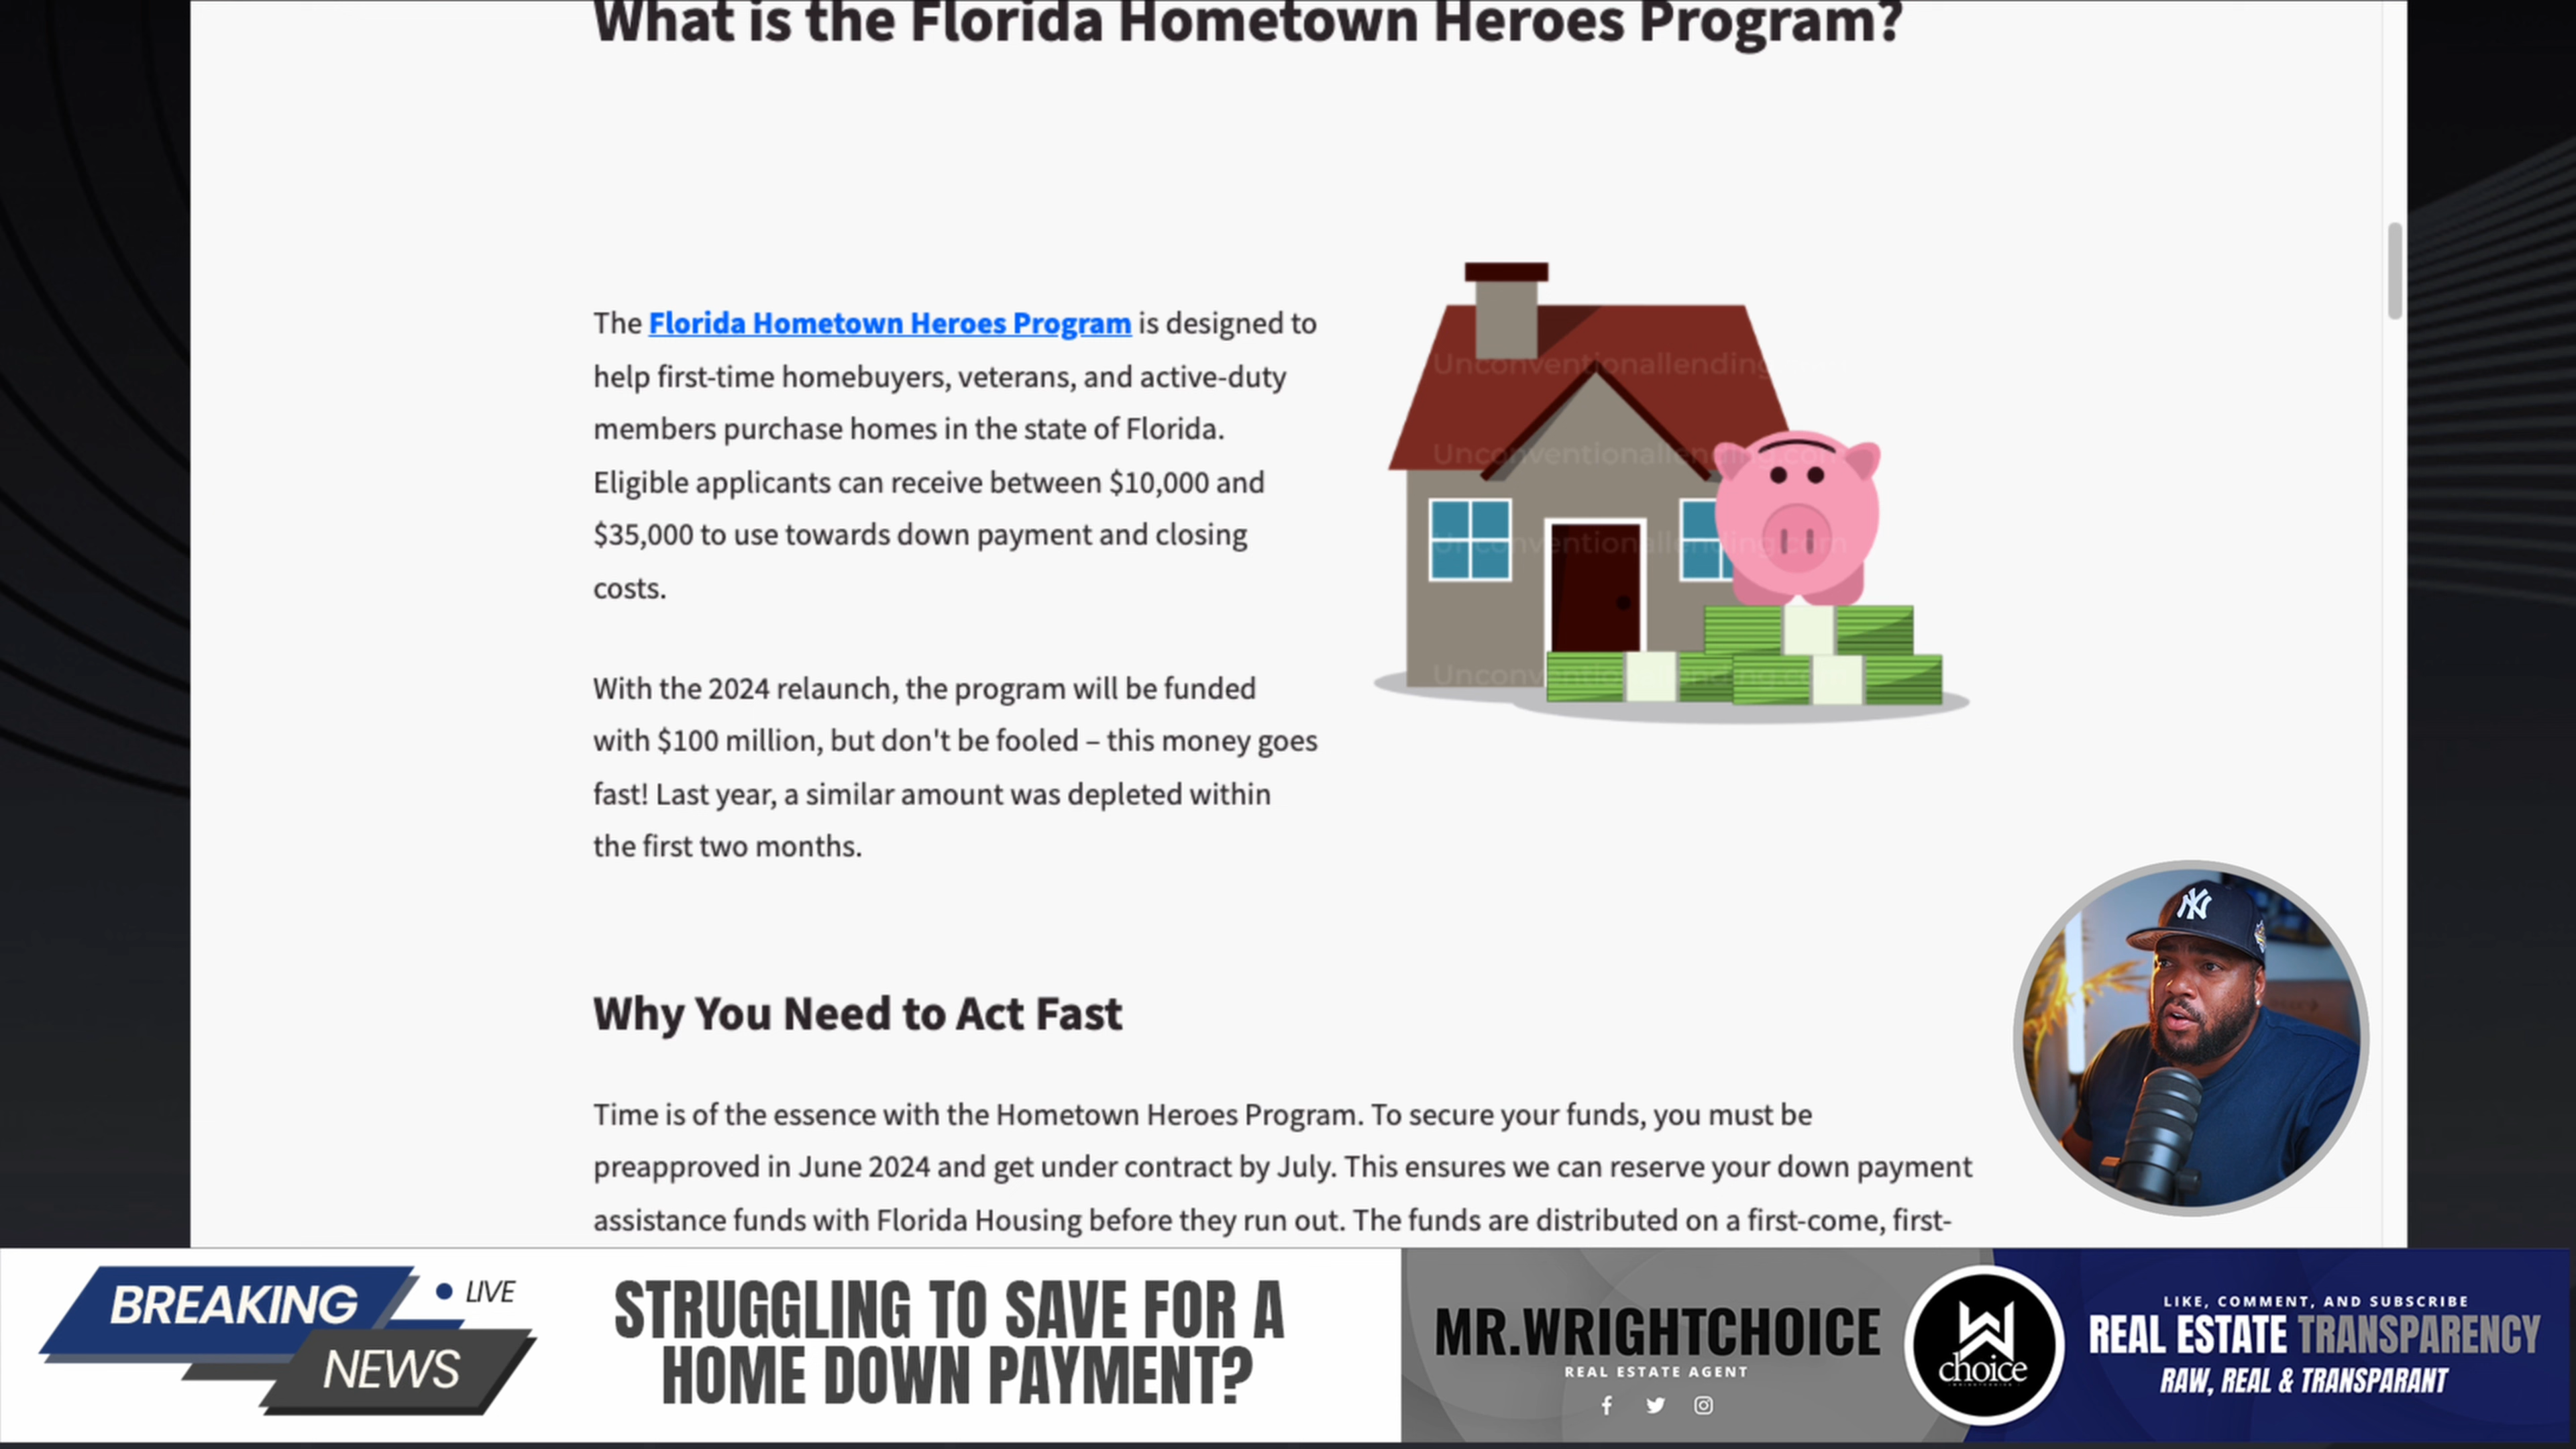 What is the Florida Hometown Heroes Program?
The Florida Hometown Heroes Program is designed to
help first-time homebuyers, veterans, and active-duty
members purchase homes in the state of Florida.
Eligible applicants can receive between $10,000 and
$35,000 to use towards down payment and closing
costs.
With the 2024 relaunch, the program will be funded
with $100 million, but don't be fooled – this money goes
fast! Last year, a similar amount was depleted within
the first two months.
Unconventionallending
Unconventionallending.com
Unconventionallending.com
Unconventionallending.com
Why You Need to Act Fast
Time is of the essence with the Hometown Heroes Program. To secure your funds, you must be
preapproved in June 2024 and get under contract by July. This ensures we can reserve your down payment
assistance funds with Florida Housing before they run out. The funds are distributed on a first-come, first-
NY
BREAKING
NEWS
LIVE
STRUGGLING TO SAVE FOR A
HOME DOWN PAYMENT?
MR.WRIGHTCHOICE
REAL ESTATE AGENT
W
choice
LIKE, COMMENT, AND SUBSCRIBE
REAL ESTATE TRANSPARENCY
RAW, REAL & TRANSPARANT